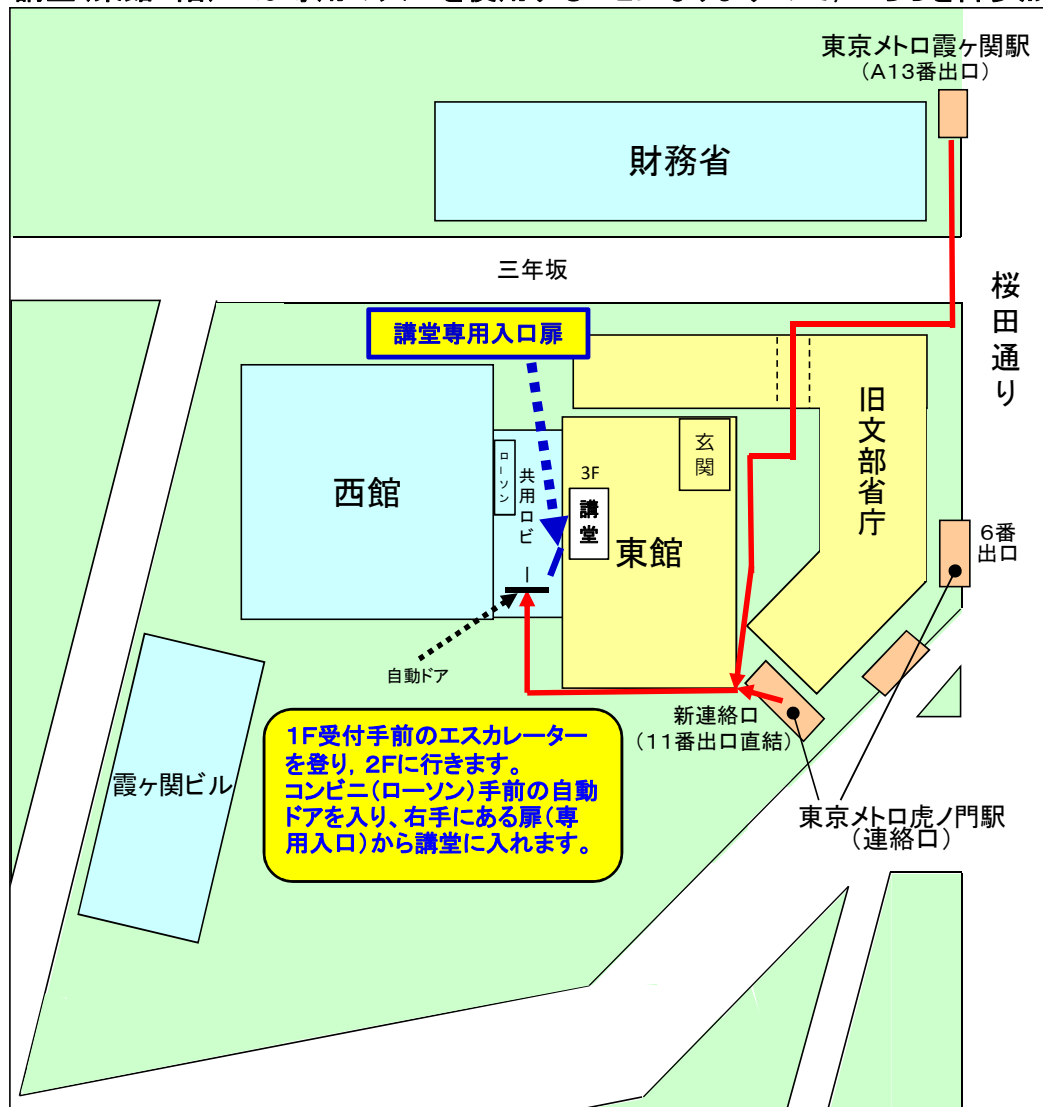 東京メトロ霞ヶ関駅
（A13番出口）
財務省
三年坂
桜田通り
講堂専用入口扉
旧文部省庁
玄関
ローソン
共用ロビー
3F
講堂
西館
東館
6番
出口
自動ドア
新連絡口
（11番出口直結）
1F受付手前のエスカレーター
を登り，2Fに行きます。
コンビニ（ローソン）手前の自動
ドアを入り、右手にある扉（専
用入口）から講堂に入れます。
霞ヶ関ビル
東京メトロ虎ノ門駅
（連絡口）